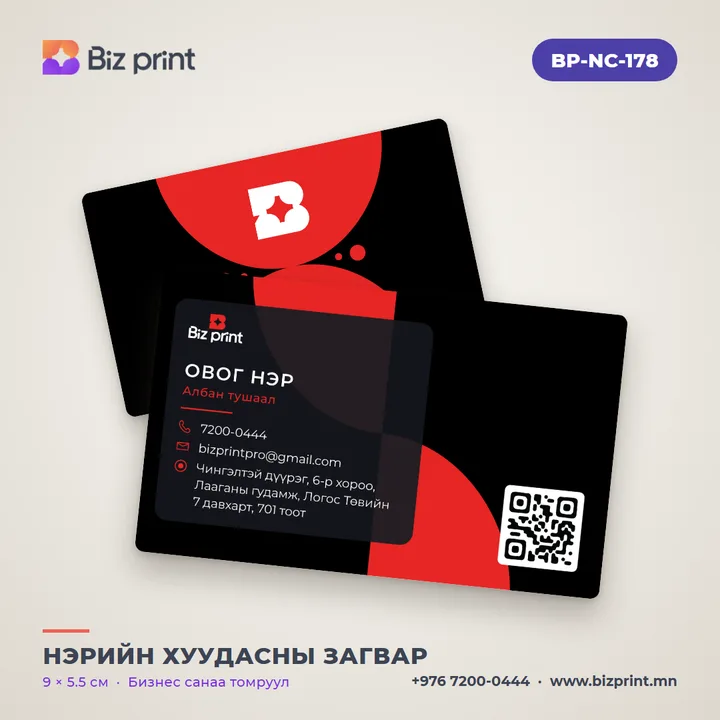 Biz print
BP-NC-178
B
Biz print
ОВОГ НЭР
Албан тушаал
7200-0444
bizprintpro@gmail.com
Чингэлтэй дүүрэг, 6-р хороо,
Лааганы гудамж, Логос Төвийн
7 давхарт, 701 тоот
НЭРИЙН ХУУДАСНЫ ЗАГВАР
9 × 5.5 см · Бизнес санаа томруул
+976 7200-0444 · www.bizprint.mn